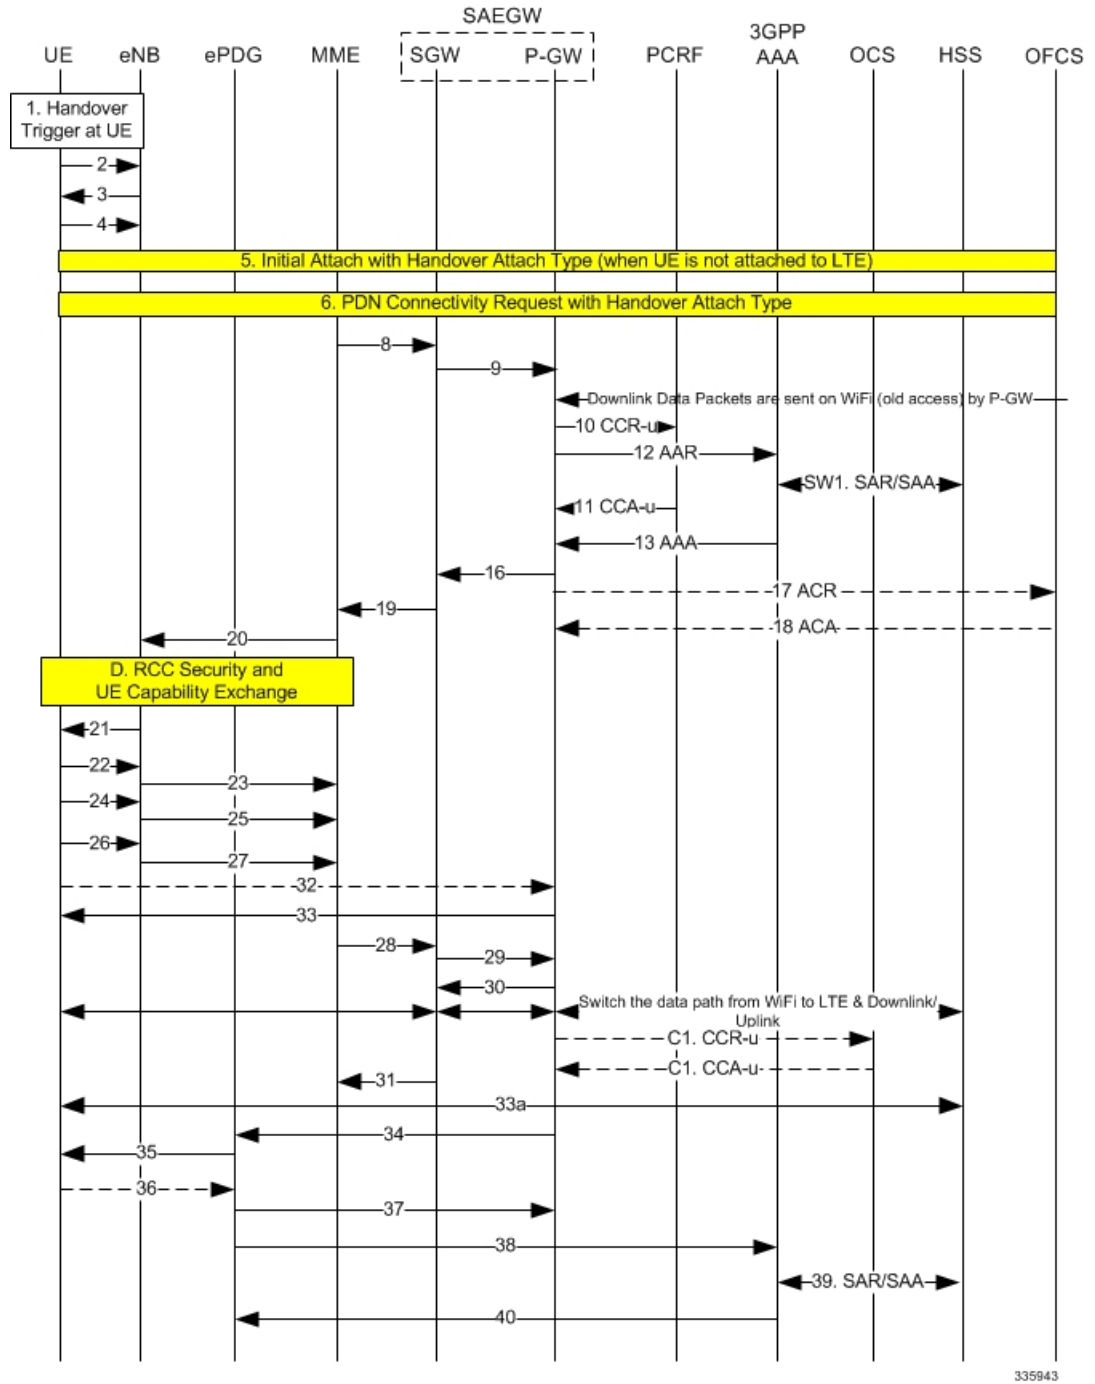 SAEGW
3GPP
UE eNB ePDG MME SGW P-GW PCRF AAA OCS HSS OFCS
1. Handover
Trigger at UE
2
3
4
5. Initial Attach with Handover Attach Type (when UE is not attached to LTE)
6. PDN Connectivity Request with Handover Attach Type
8
9
Downlink Data Packets are sent on WiFi (old access) by P-GW
10 CCR-u
12 AAR
SW1. SAR/SAA
11 CCA-u
13 AAA
16
17 ACR
19
18 ACA
20
D. RCC Security and
UE Capability Exchange
21
22
23
24
25
26
27
32
33
28
29
30
Switch the data path from WiFi to LTE & Downlink/
Uplink
C1. CCR-u
C1. CCA-u
31
33a
34
35
36
37
38
39. SAR/SAA
40
335943